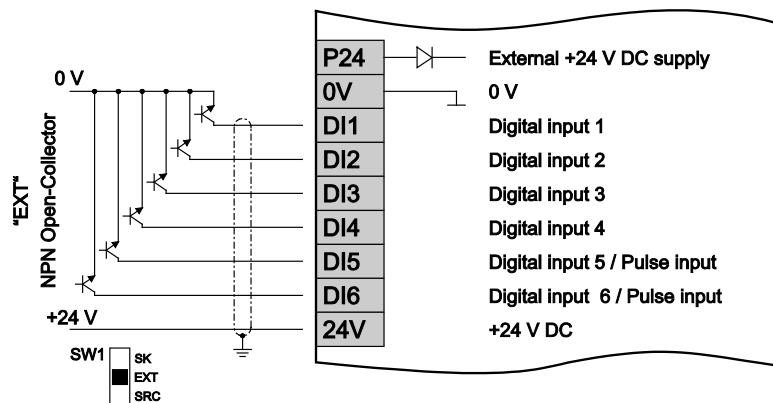 P24 External +24 V DC supply
0 V 0V 0 V
DI1 Digital input 1
DI2 Digital input 2
DI3 Digital input 3
DI4 Digital input 4
DI5 Digital input 5 / Pulse input
DI6 Digital input 6 / Pulse input
+24 V 24V +24 V DC
"EXT“
NPN Open-Collector
SW1 SK
EXT
SRC